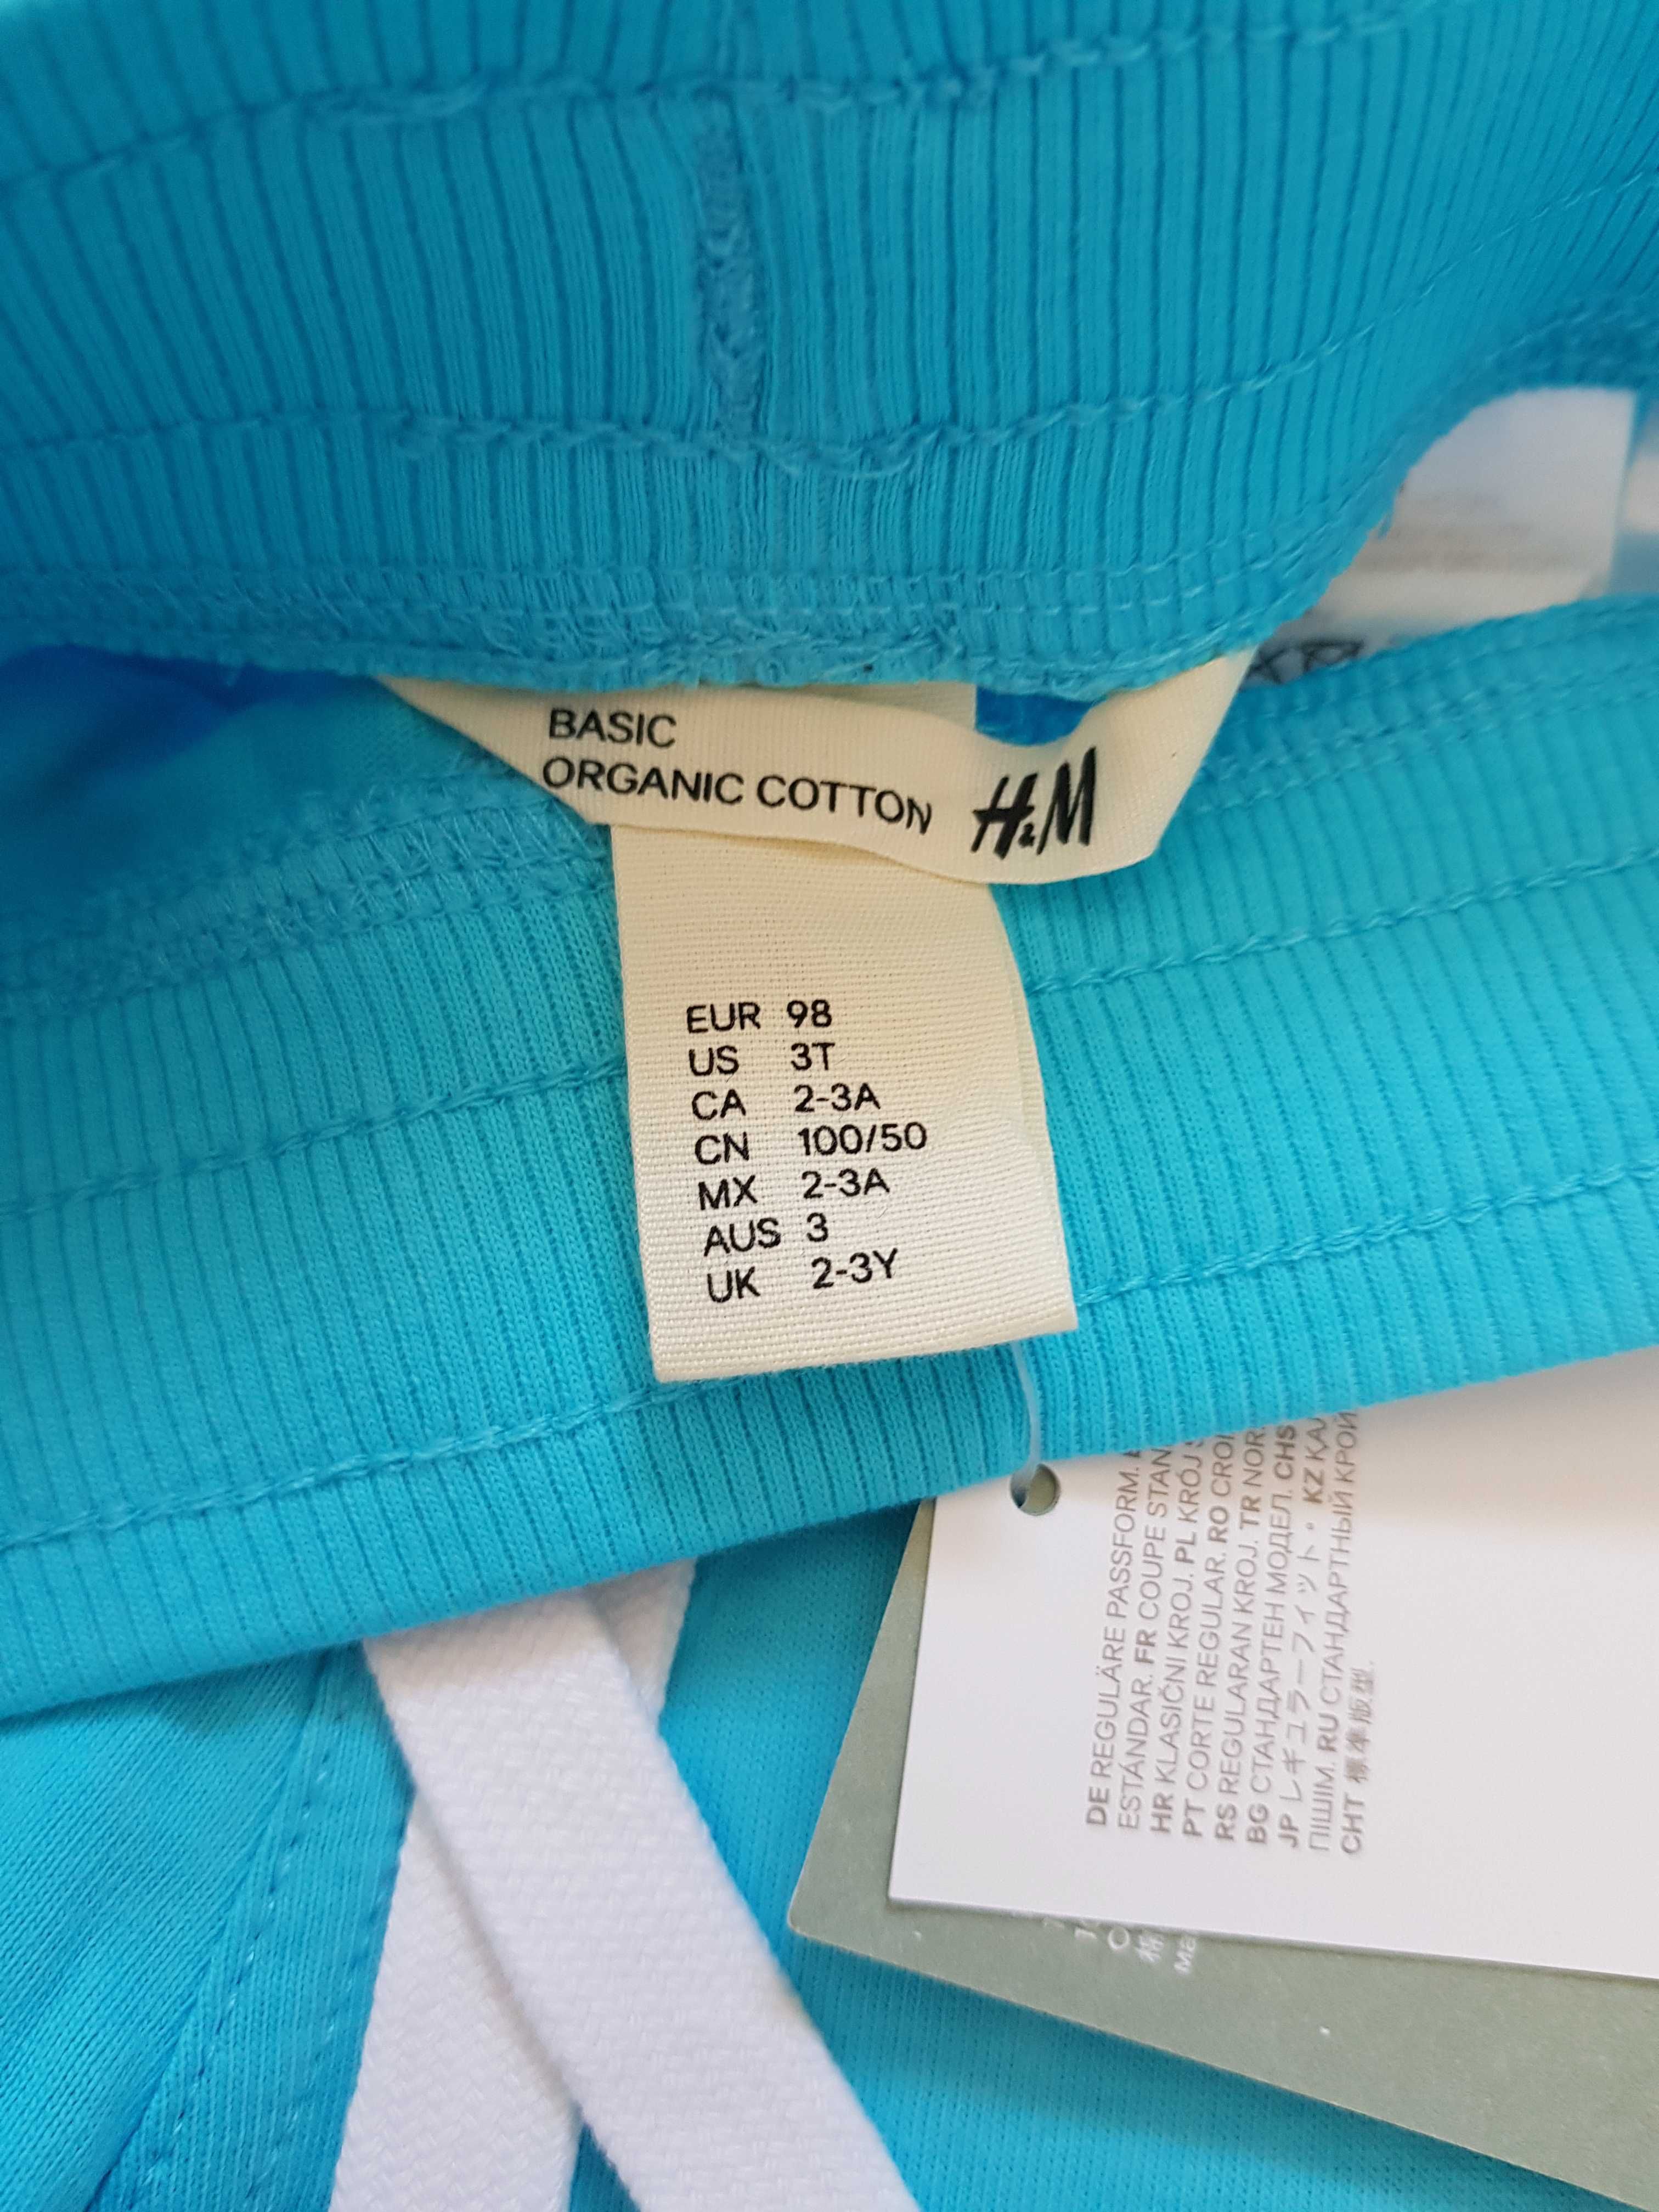 BASIC
ORGANIC COTTON H&M
EUR 98
US 3T
CA 2-3A
CN 100/50
MX 2-3A
AUS 3
UK 2-3Y
DE REGULÄRE PASSFORM.
ESTÁNDAR. FR COUPE STAN
HR KLASIČNI KROJ. PL KRÓJ
PT CORTE REGULAR. RO CROI
RS REGULARAN KROJ. TR NOR
BG СТАНДАРТЕН МОДЕЛ. CHS
JP レギュラーフィット。 KZ ҚА
ПІШІМ. RU СТАНДАРТНЫЙ КРОЙ
CHT 標準版型.